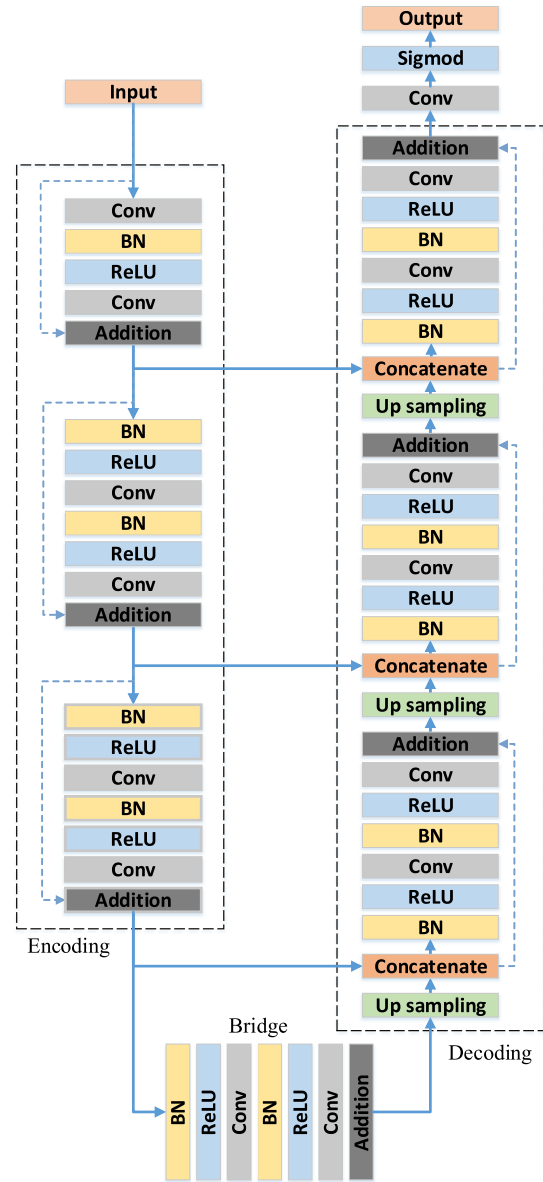 Input
Conv
BN
ReLU
Conv
Addition
BN
ReLU
Conv
BN
ReLU
Conv
Addition
BN
ReLU
Conv
BN
ReLU
Conv
Addition
Encoding
Bridge
BN
ReLU
Conv
BN
ReLU
Conv
Addition
Output
Sigmod
Conv
Addition
Conv
ReLU
BN
Conv
ReLU
BN
Concatenate
Up sampling
Addition
Conv
ReLU
BN
Conv
ReLU
BN
Concatenate
Up sampling
Addition
Conv
ReLU
BN
Conv
ReLU
BN
Concatenate
Up sampling
Decoding